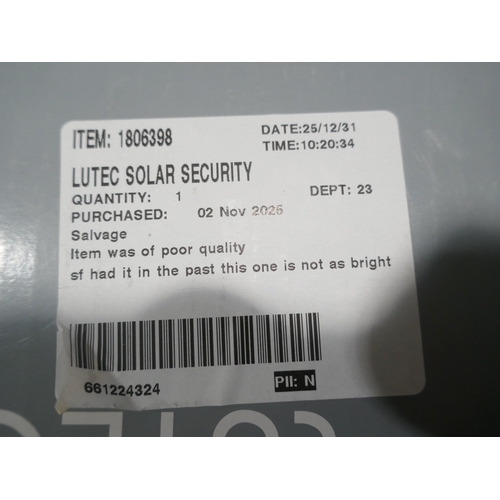 ITEM: 1806398 DATE:25/12/31
TIME:10:20:34
LUTEC SOLAR SECURITY
QUANTITY: 1 DEPT: 23
PURCHASED: 02 Nov 2025
Salvage
Item was of poor quality
sf had it in the past this one is not as bright
661224324 PII: N